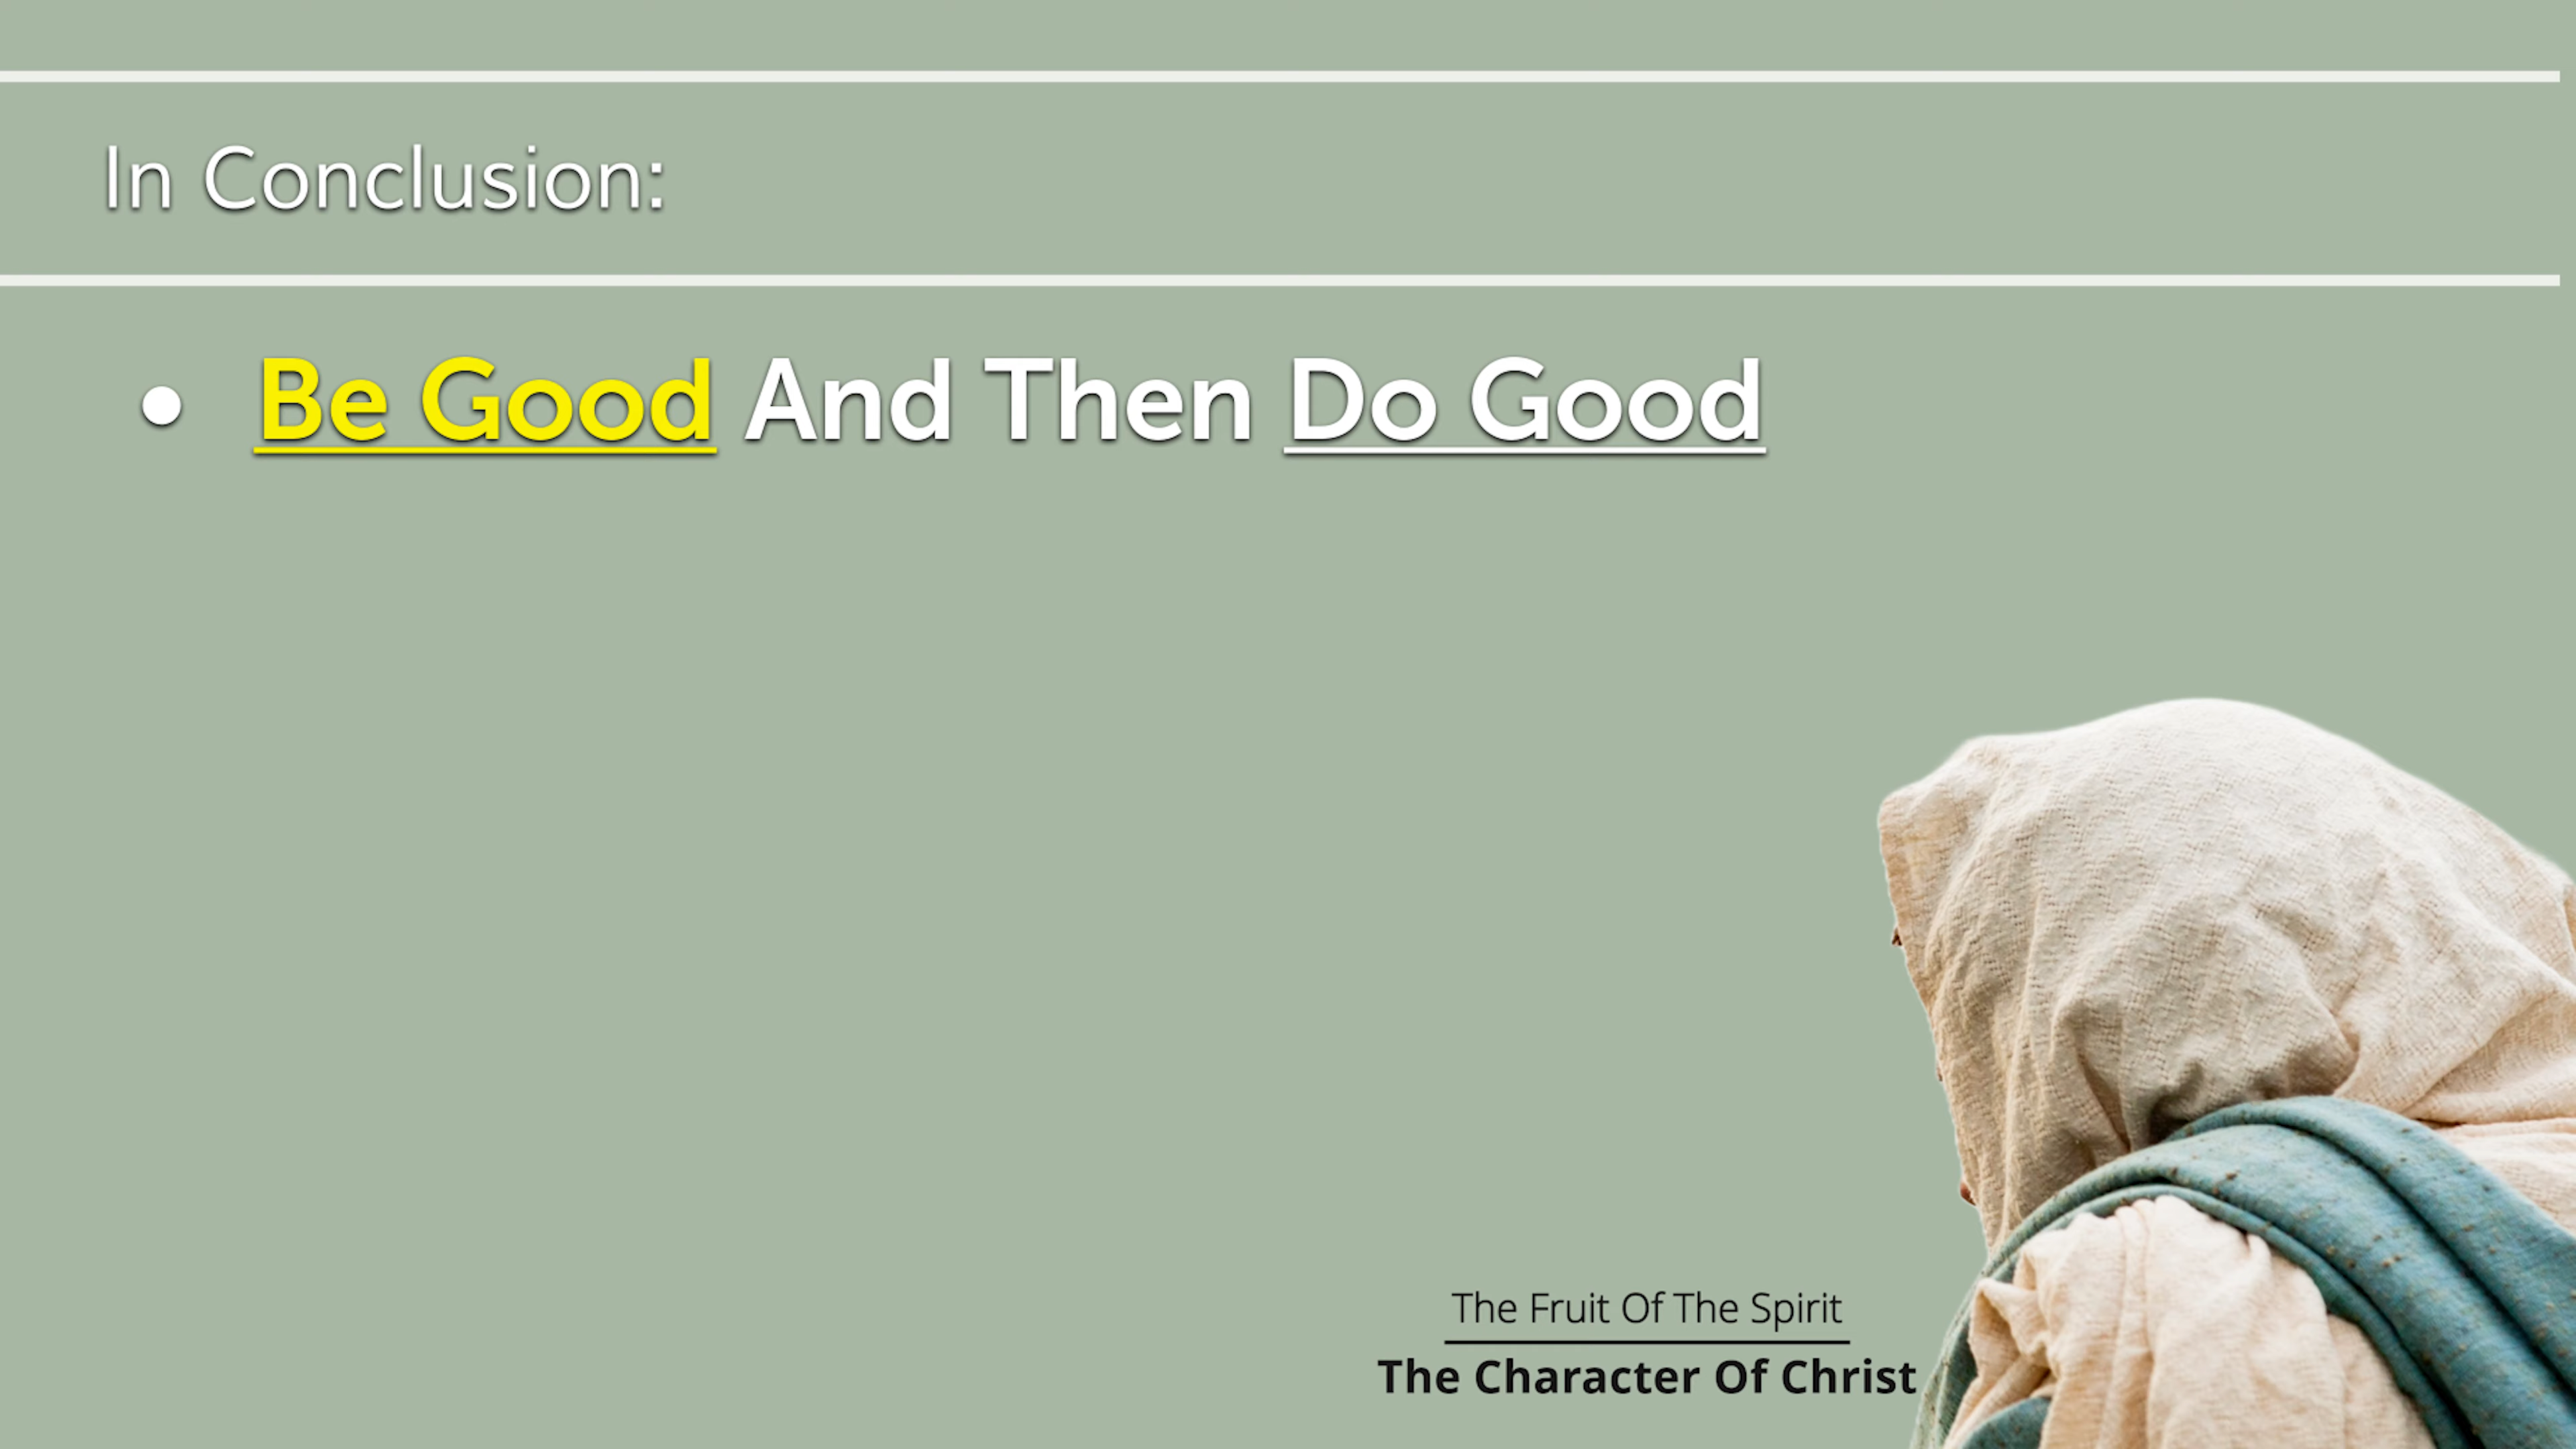 In Conclusion:
• Be Good And Then Do Good
The Fruit Of The Spirit
The Character Of Christ